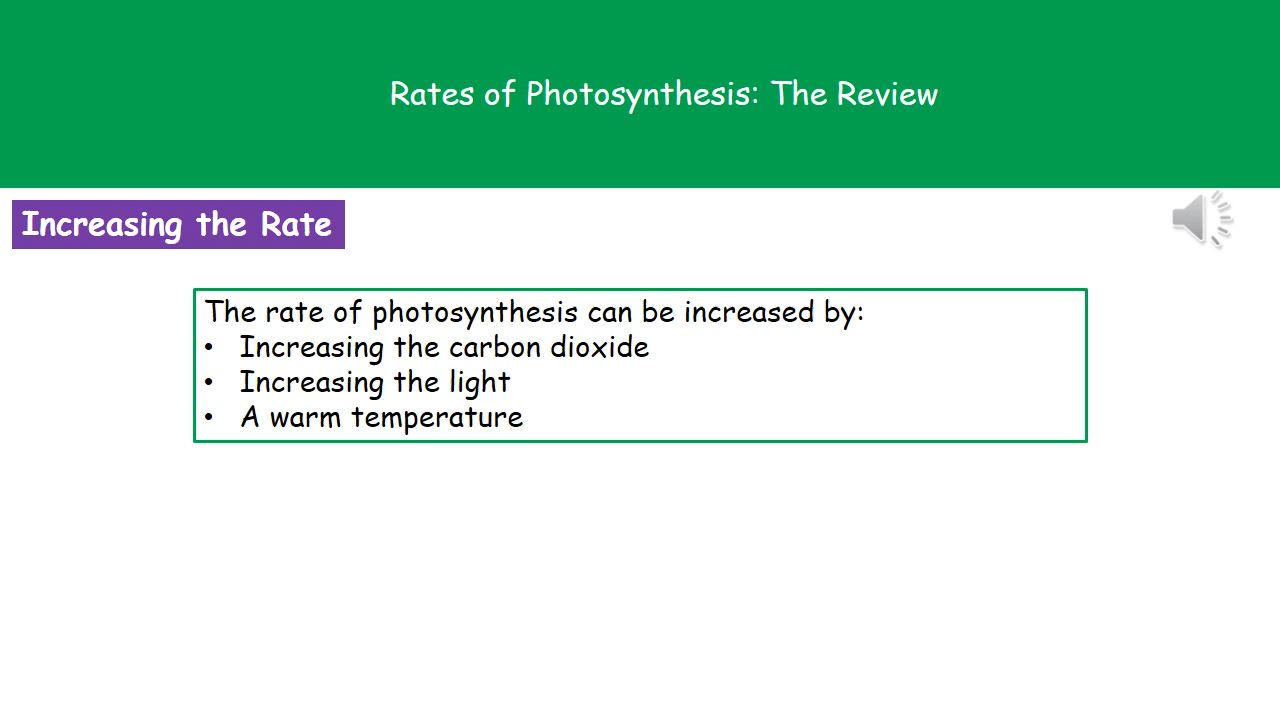 Rates of Photosynthesis: The Review
Increasing the Rate
The rate of photosynthesis can be increased by:
• Increasing the carbon dioxide
• Increasing the light
• A warm temperature